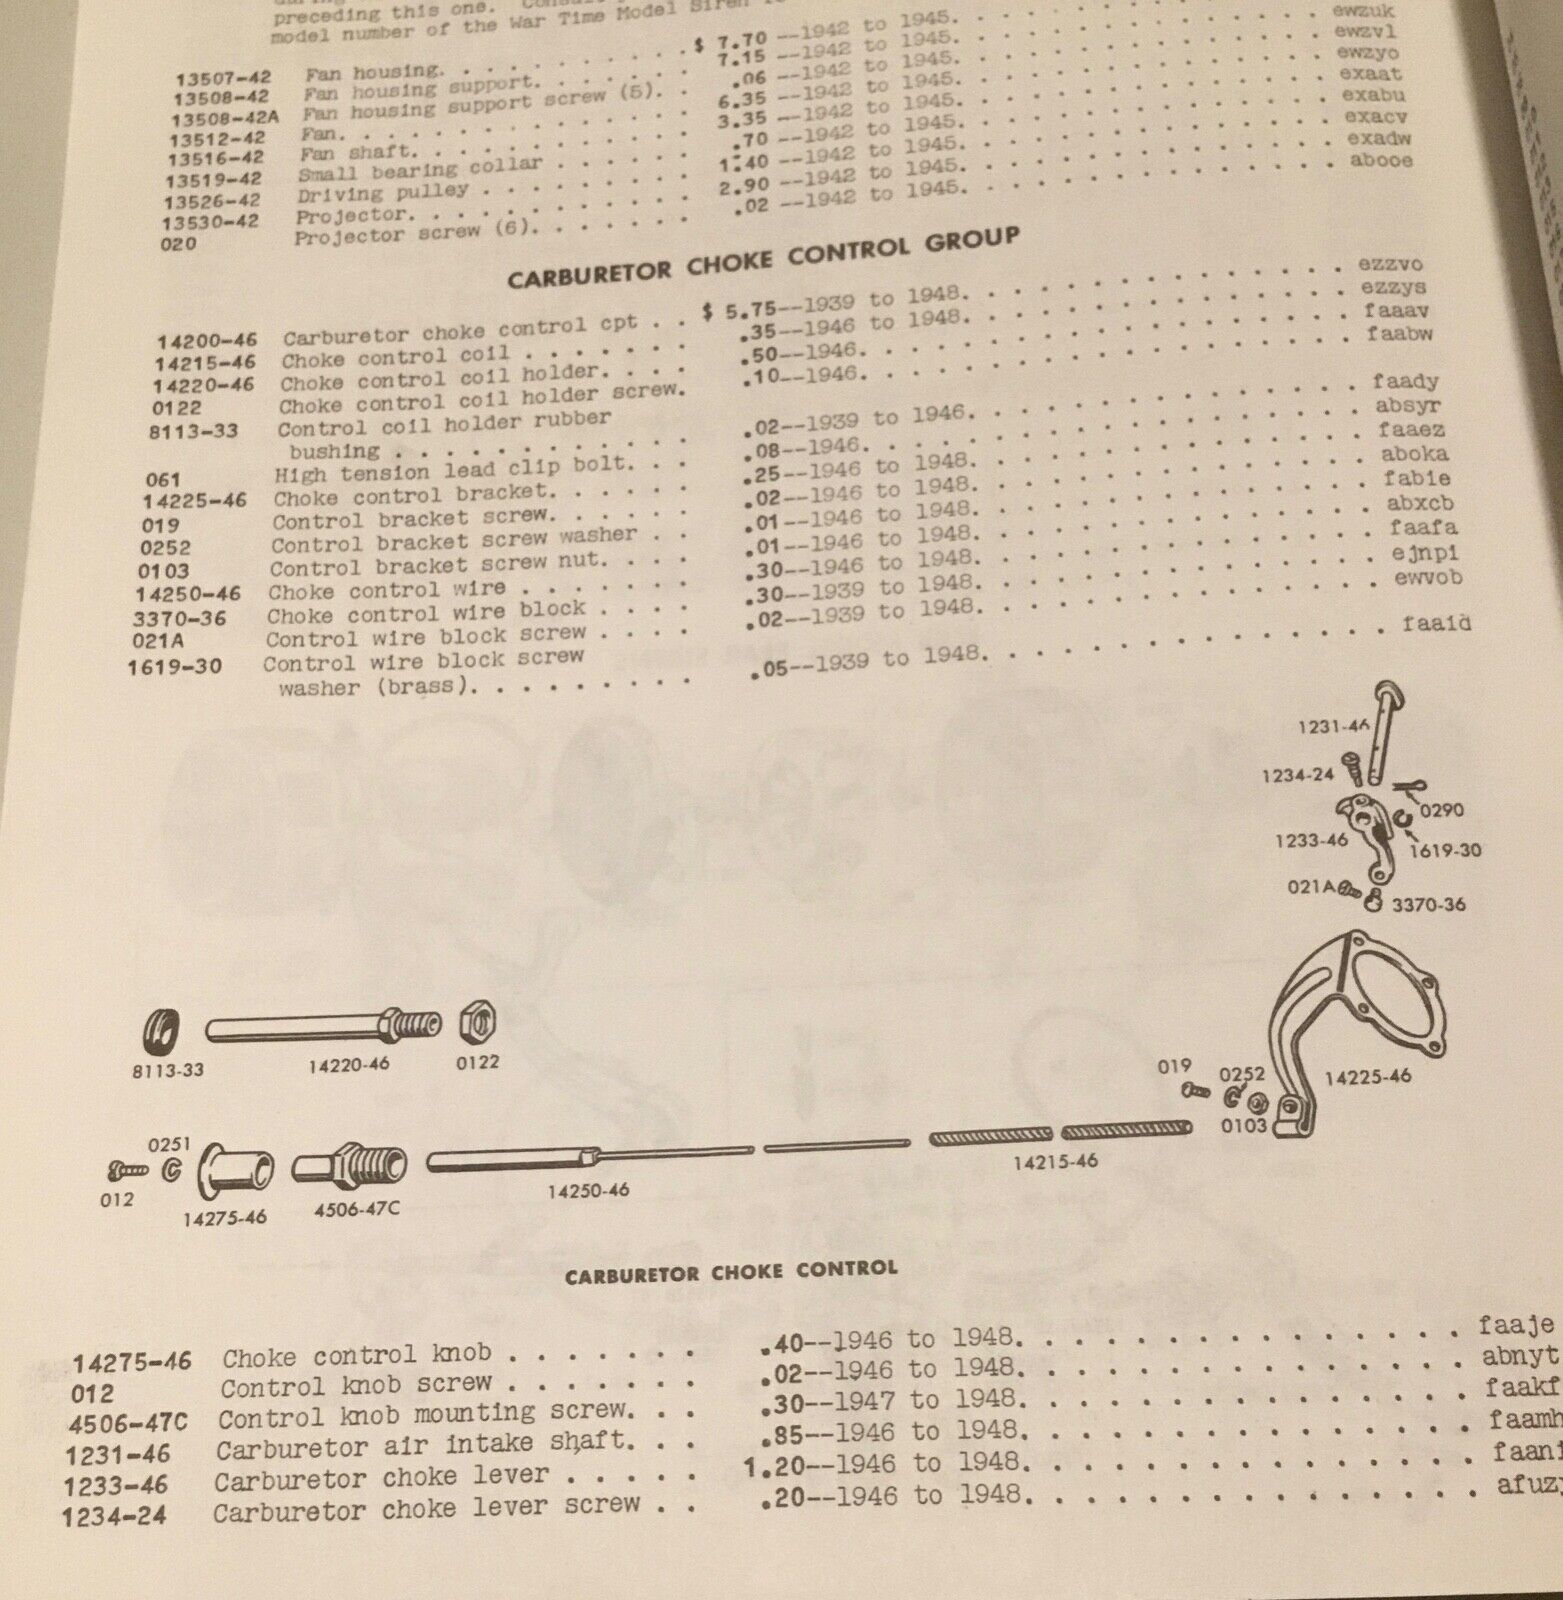 preceding this one.
model number of the War Time Model Siren
13507-42 Fan housing. . . . . . . . . . . $ 7.70 --1942 to 1945. . . . . . . . . . . . . . . . ewzuk
13508-42 Fan housing support. . . . . . . 7.15 --1942 to 1945. . . . . . . . . . . . . . . . ewzvl
13508-42A Fan housing support screw (5). . .06 --1942 to 1945. . . . . . . . . . . . . . . . ewzyo
13512-42 Fan. . . . . . . . . . . . . . . 6.35 --1942 to 1945. . . . . . . . . . . . . . . . exaat
13516-42 Fan shaft. . . . . . . . . . . . 3.35 --1942 to 1945. . . . . . . . . . . . . . . . exabu
13519-42 Small bearing collar . . . . . . .70 --1942 to 1945. . . . . . . . . . . . . . . . exacv
13526-42 Driving pulley . . . . . . . . . 1.40 --1942 to 1945. . . . . . . . . . . . . . . . exadw
13530-42 Projector. . . . . . . . . . . . 2.90 --1942 to 1945. . . . . . . . . . . . . . . . abooe
020 Projector screw (6). . . . . . . .02 --1942 to 1945. . . . . . . . . . . . . . . .
CARBURETOR CHOKE CONTROL GROUP
14200-46 Carburetor choke control cpt . . $ 5.75--1939 to 1948. . . . . . . . . . . . . . . ezzvo
14215-46 Choke control coil . . . . . . . .35--1946 to 1948. . . . . . . . . . . . . . . ezzys
14220-46 Choke control coil holder. . . . .50--1946. . . . . . . . . . . . . . . . . . . faaav
0122 Choke control coil holder screw. .10--1946. . . . . . . . . . . . . . . . . . . faabw
8113-33 Control coil holder rubber
bushing . . . . . . . . . . . . .02--1939 to 1946. . . . . . . . . . . . . . . faady
061 High tension lead clip bolt. . . .08--1946. . . . . . . . . . . . . . . . . . . absyr
14225-46 Choke control bracket. . . . . . .25--1946 to 1948. . . . . . . . . . . . . . . faaez
019 Control bracket screw. . . . . . .02--1946 to 1948. . . . . . . . . . . . . . . aboka
0252 Control bracket screw washer . . .01--1946 to 1948. . . . . . . . . . . . . . . fabie
0103 Control bracket screw nut. . . . .01--1946 to 1948. . . . . . . . . . . . . . . abxcb
14250-46 Choke control wire . . . . . . . .30--1946 to 1948. . . . . . . . . . . . . . . faafa
3370-36 Choke control wire block . . . . .30--1939 to 1948. . . . . . . . . . . . . . . ejnpi
021A Control wire block screw . . . . .02--1939 to 1948. . . . . . . . . . . . . . . ewvob
1619-30 Control wire block screw
washer (brass). . . . . . . . . .05--1939 to 1948. . . . . . . . . . . . . . . faaid
1231-46
1234-24
0290
1233-46
1619-30
021A
3370-36
8113-33
14220-46
0122
019
0252
14225-46
0103
0251
14215-46
012
14275-46
4506-47C
14250-46
CARBURETOR CHOKE CONTROL
14275-46 Choke control knob . . . . . . . .40--1946 to 1948. . . . . . . . . . . . . . . . faaje
012 Control knob screw . . . . . . . .02--1946 to 1948. . . . . . . . . . . . . . . . abnyt
4506-47C Control knob mounting screw. . . .30--1947 to 1948. . . . . . . . . . . . . . . . faakf
1231-46 Carburetor air intake shaft. . . .85--1946 to 1948. . . . . . . . . . . . . . . . faamh
1233-46 Carburetor choke lever . . . . . 1.20--1946 to 1948. . . . . . . . . . . . . . . . faani
1234-24 Carburetor choke lever screw . . .20--1946 to 1948. . . . . . . . . . . . . . . . afuzy